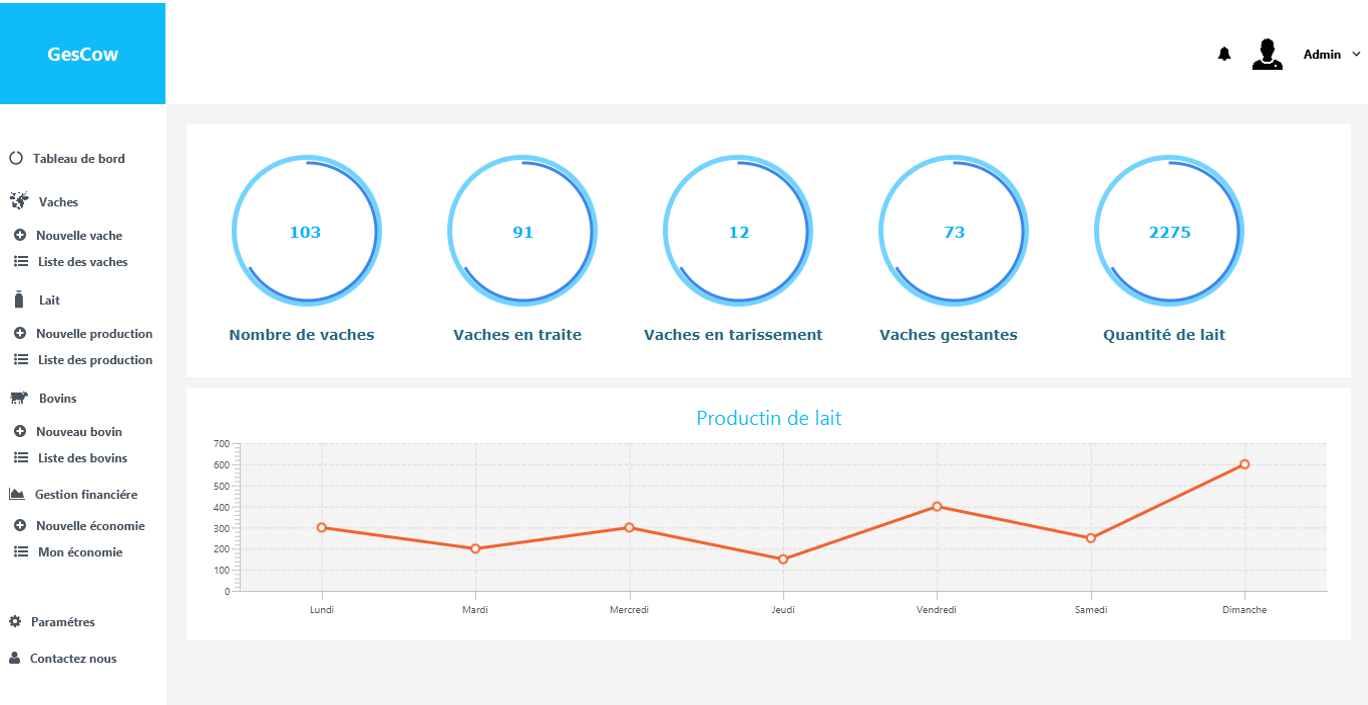 GesCow
Admin
Tableau de bord
Vaches
Nouvelle vache
Liste des vaches
Lait
Nouvelle production
Liste des production
Bovins
Nouveau bovin
Liste des bovins
Gestion financiére
Nouvelle économie
Mon économie
Paramétres
Contactez nous
103 91 12 73 2275
Nombre de vaches Vaches en traite Vaches en tarissement Vaches gestantes Quantité de lait
Productin de lait
700
600
500
400
300
200
100
0
Lundi Mardi Mercredi Jeudi Vendredi Samedi Dimanche